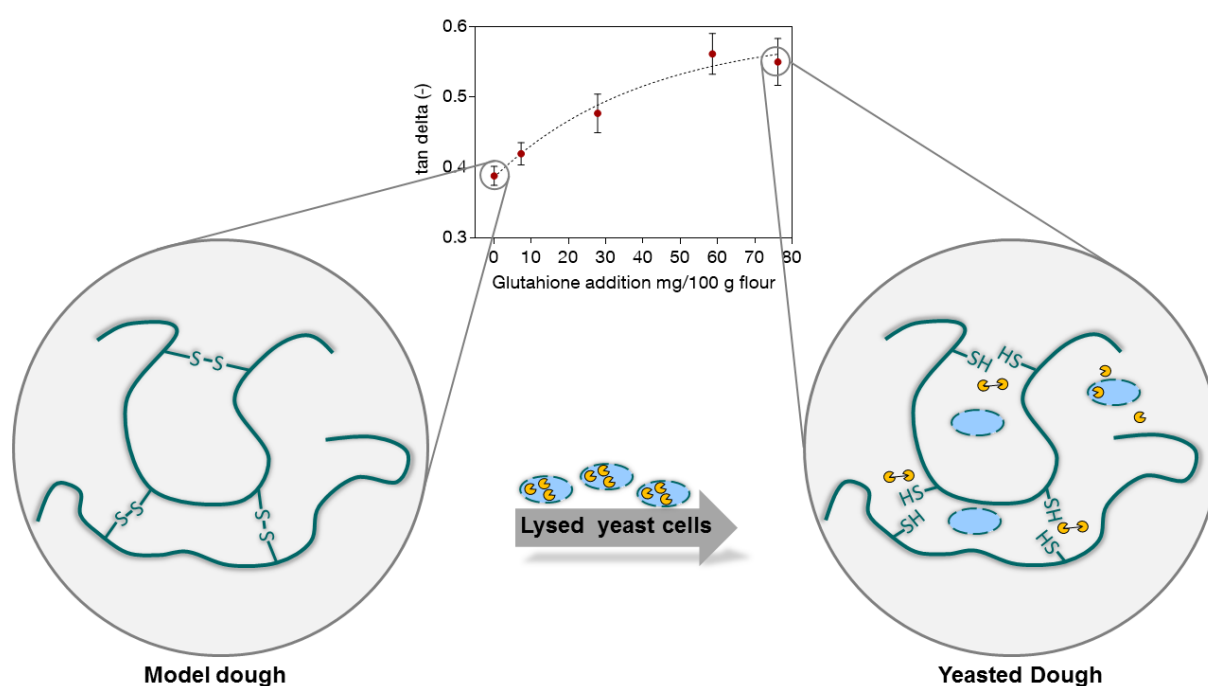 0.6
0.5
0.4
0.3
tan delta (-)
0 10 20 30 40 50 60 70 80
Glutahione addition mg/100 g flour
S-S
S-S
S-S
Model dough
Lysed yeast cells
SH HS
HS
SH
SH
HS
Yeasted Dough